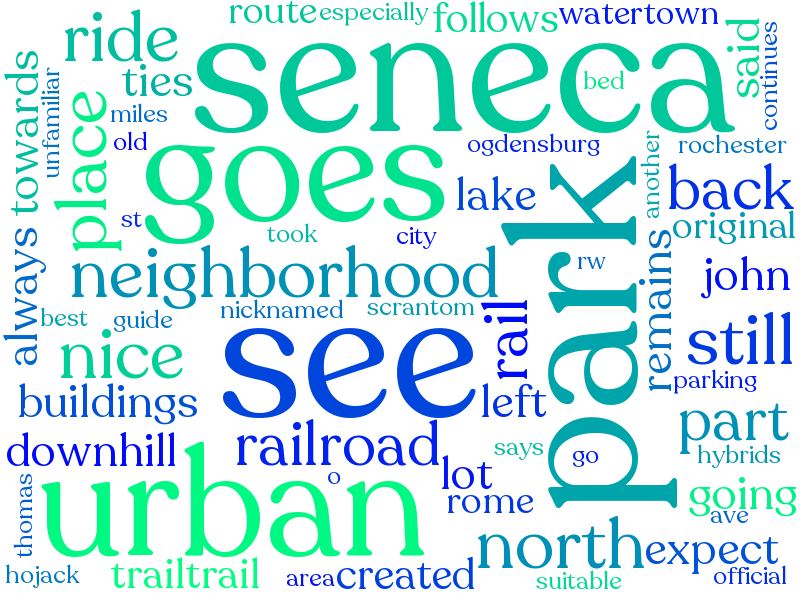 route especially follows watertown
ride seneca said continues
ties bed
towards unfamiliar place miles
old goes ogdensburg another rochester
st lake park back
took city original
always neighborhood rw john
best guide nicknamed scrantom rail remains
nice see still
buildings left parking
downhill railroad says go part
lot hybrids
thomas urban o rome going
ave
north expect
hojack trailtrail area created suitable official